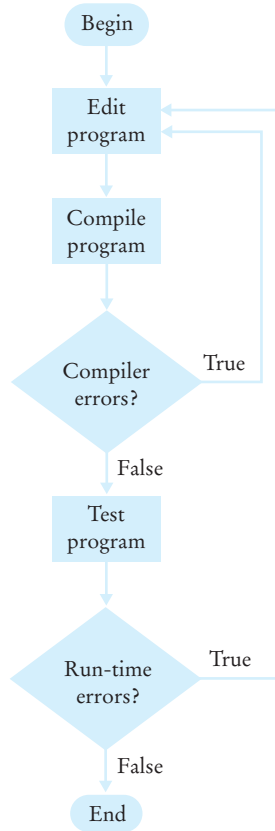 Begin
Edit
program
Compile
program
Compiler
errors?
True
False
Test
program
Run-time
errors?
True
False
End